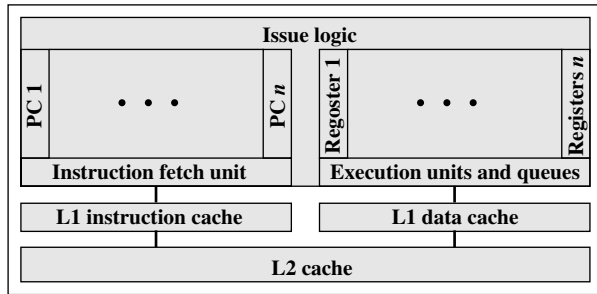 Issue logic
PC 1
PC n
Regoster 1
Registers n
Instruction fetch unit
Execution units and queues
L1 instruction cache
L1 data cache
L2 cache